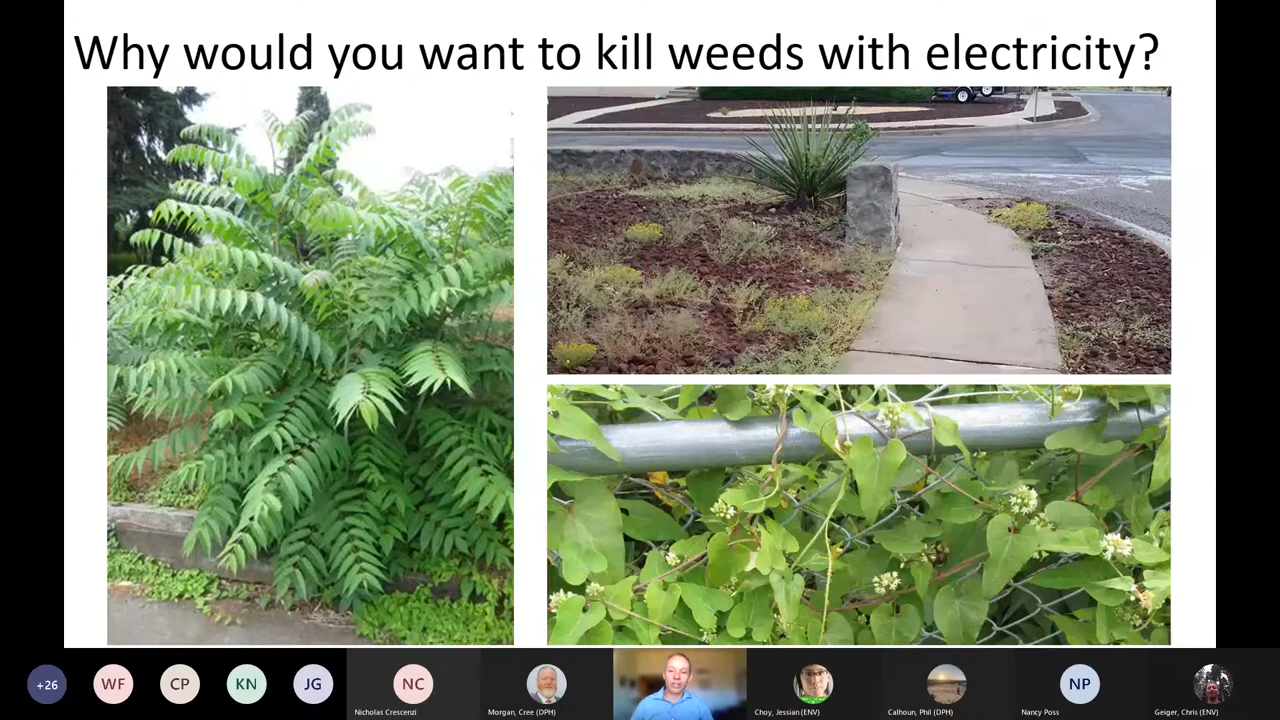 Why would you want to kill weeds with electricity?
+26
WF
CP
KN
JG
NC
NP
Nicholas Crescenzi
Morgan, Cree (DPH)
Choy, Jessian (ENV)
Calhoun, Phil (DPH)
Nancy Poss
Geiger, Chris (ENV)